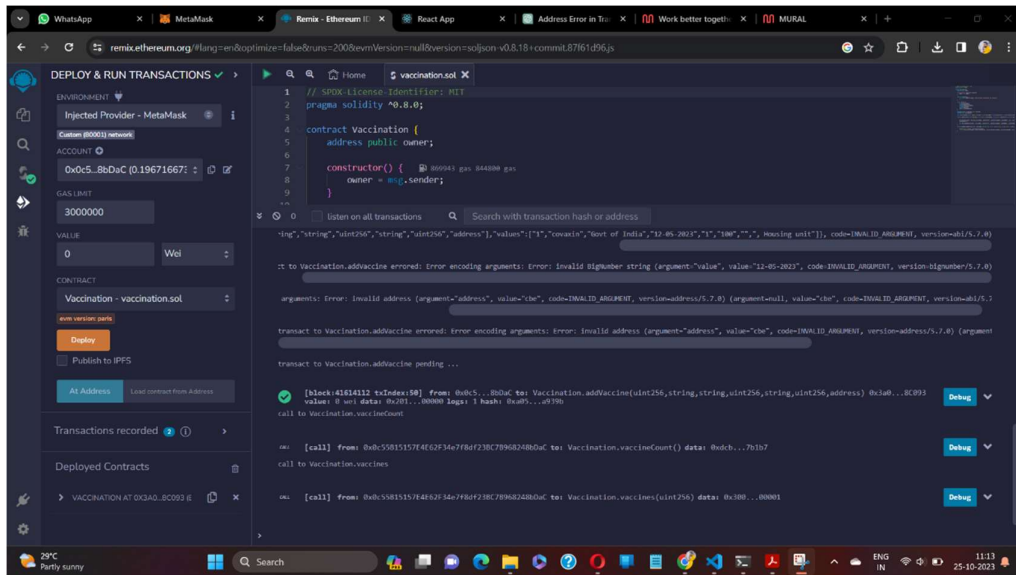 WhatsApp
MetaMask
Remix - Ethereum ID
React App
Address Error in Tra
Work better togeth
MURAL
remix.ethereum.org/#lang=en&optimize=false&runs=200&evmVersion=null&version=soljson-v0.8.18+commit.87f61d96.js
DEPLOY & RUN TRANSACTIONS
ENVIRONMENT
Injected Provider - MetaMask
Custom (80001) network
ACCOUNT
0x0c5...8bDaC (0.196716673
GAS LIMIT
3000000
VALUE
0
Wei
CONTRACT
Vaccination - vaccination.sol
evm version: paris
Deploy
Publish to IPFS
At Address
Load contract from Address
Transactions recorded 2
Deployed Contracts
VACCINATION AT 0X3A0...8C093 (E
Home
vaccination.sol
1 // SPDX-License-Identifier: MIT
2 pragma solidity ^0.8.0;
3
4 contract Vaccination {
5 address public owner;
6
7 constructor() { 869943 gas 844800 gas
8 owner = msg.sender;
9 }
0
listen on all transactions
Search with transaction hash or address
ing","string","uint256","string","uint256","address"],"values":["1","covaxin","Govt of India","12-05-2023","1","100","",", Housing unit"]}, code=INVALID_ARGUMENT, version=abi/5.7.0)
ct to Vaccination.addVaccine errored: Error encoding arguments: Error: invalid BigNumber string (argument="value", value="12-05-2023", code=INVALID_ARGUMENT, version=bignumber/5.7.0)
arguments: Error: invalid address (argument="address", value="cbe", code=INVALID_ARGUMENT, version=address/5.7.0) (argument=null, value="cbe", code=INVALID_ARGUMENT, version=abi/5.7
transact to Vaccination.addVaccine errored: Error encoding arguments: Error: invalid address (argument="address", value="cbe", code=INVALID_ARGUMENT, version=address/5.7.0) (argument
transact to Vaccination.addVaccine pending ...
[block:41614112 txIndex:50] from: 0x0c5...8bDaC to: Vaccination.addVaccine(uint256,string,string,uint256,string,uint256,address) 0x3a0...8C093
value: 0 wei data: 0x201...00000 logs: 1 hash: 0xa05...a939b
Debug
call to Vaccination.vaccineCount
CALL [call] from: 0x0c55B15157E4E62F34e7f8df23BC7B968248bDaC to: Vaccination.vaccineCount() data: 0xdcb...7b1b7
Debug
call to Vaccination.vaccines
CALL [call] from: 0x0c55B15157E4E62F34e7f8df23BC7B968248bDaC to: Vaccination.vaccines(uint256) data: 0x300...00001
Debug
29°C
Partly sunny
Search
ENG
IN
11:13
25-10-2023